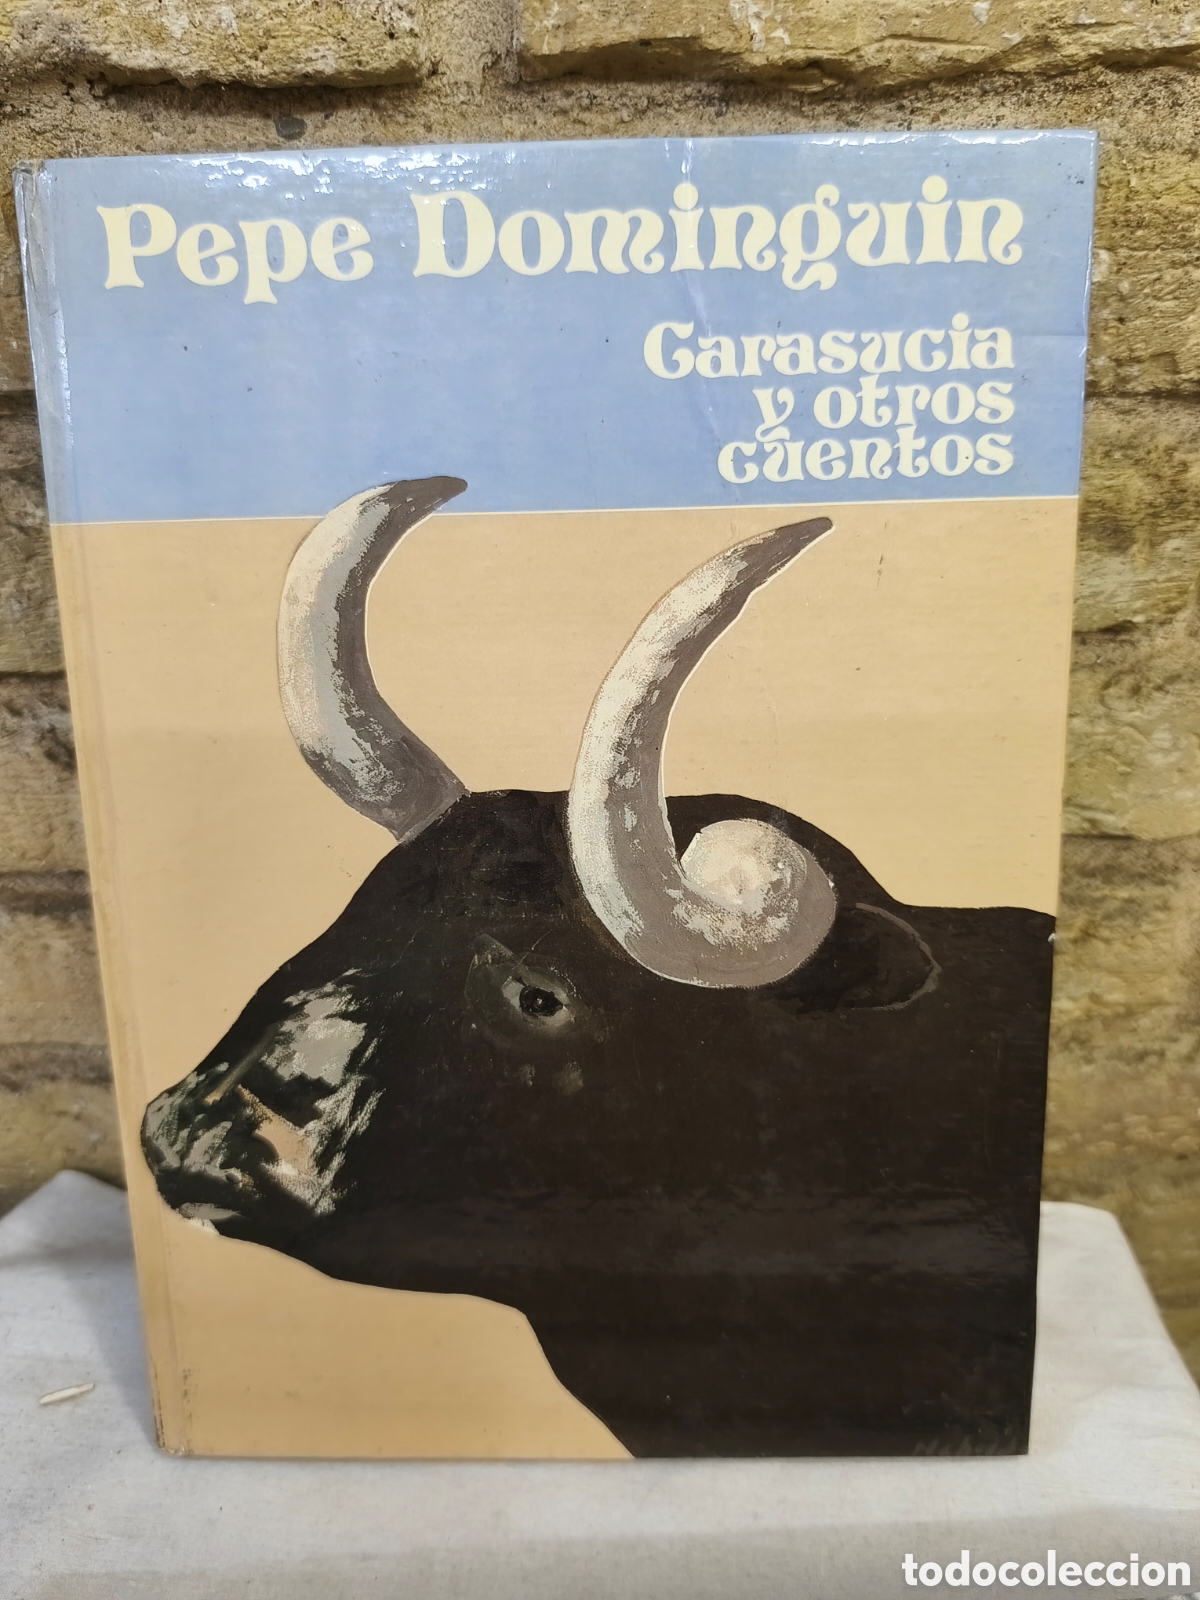 Pepe Dominguin
Carasucia
y otros
cuentos
todocoleccion